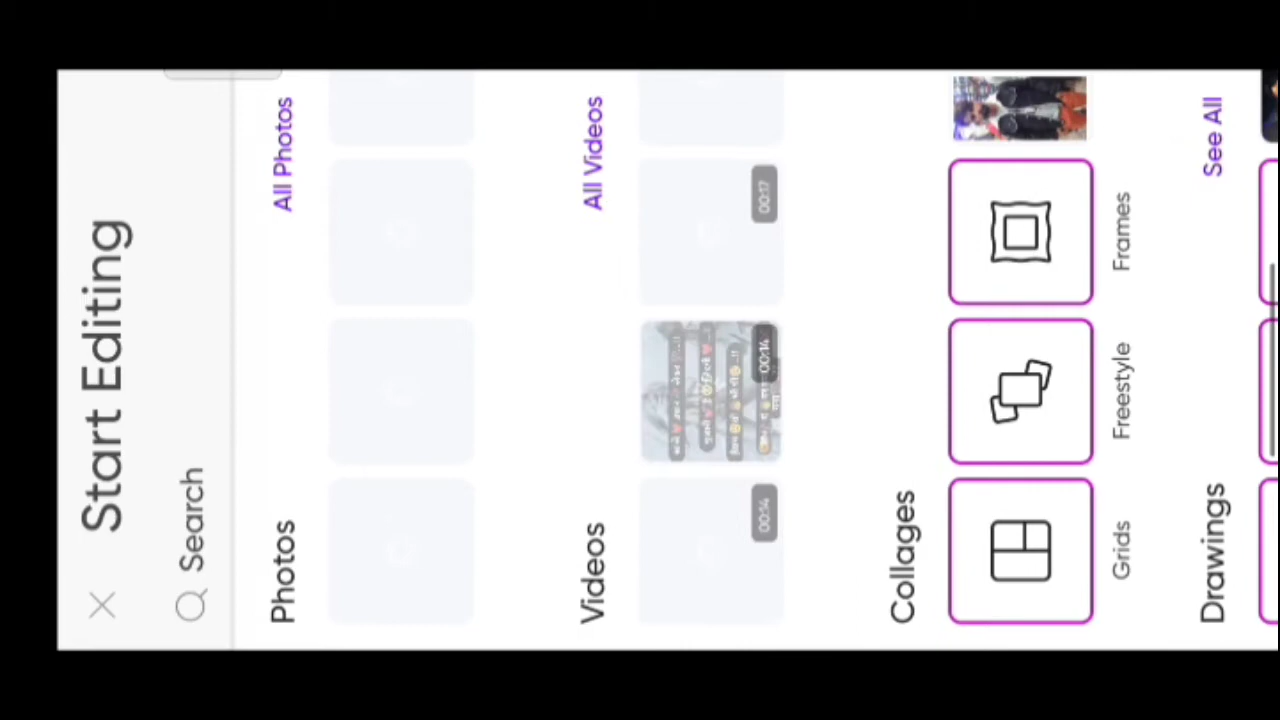 Start Editing
Search
Photos
All Photos
Videos
All Videos
00:14
00:14
00:17
Collages
Grids
Freestyle
Frames
Drawings
See All